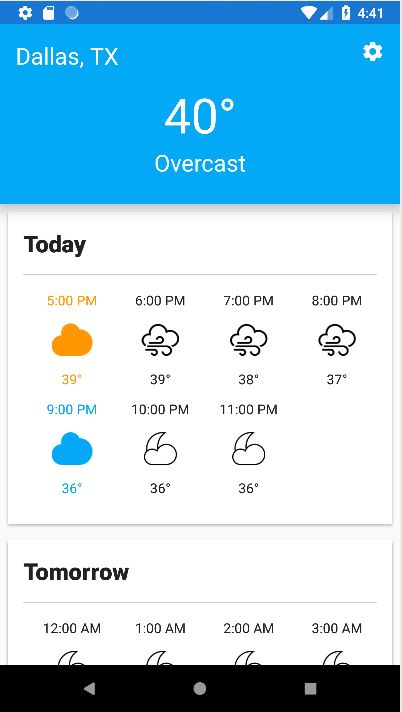 4:41
Dallas, TX
40°
Overcast
Today
5:00 PM 6:00 PM 7:00 PM 8:00 PM
39° 39° 38° 37°
9:00 PM 10:00 PM 11:00 PM
36° 36° 36°
Tomorrow
12:00 AM 1:00 AM 2:00 AM 3:00 AM